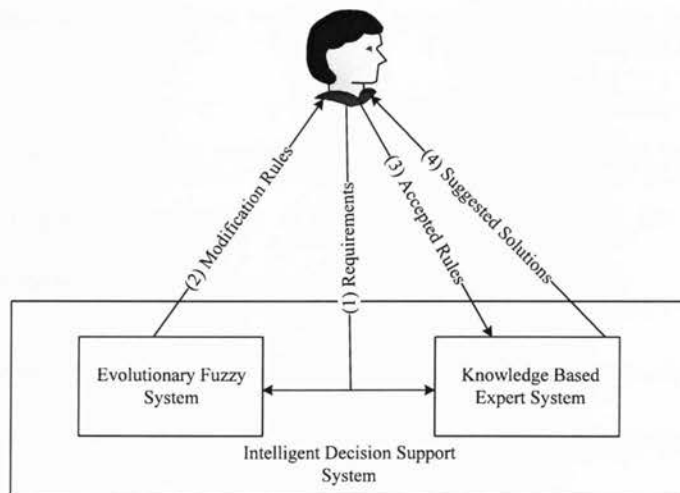 (2) Modification Rules
(1) Requirements
(3) Accepted
Rules
(4) Suggested Solutions
Evolutionary Fuzzy
System
Knowledge Based
Expert System
Intelligent Decision Support
System